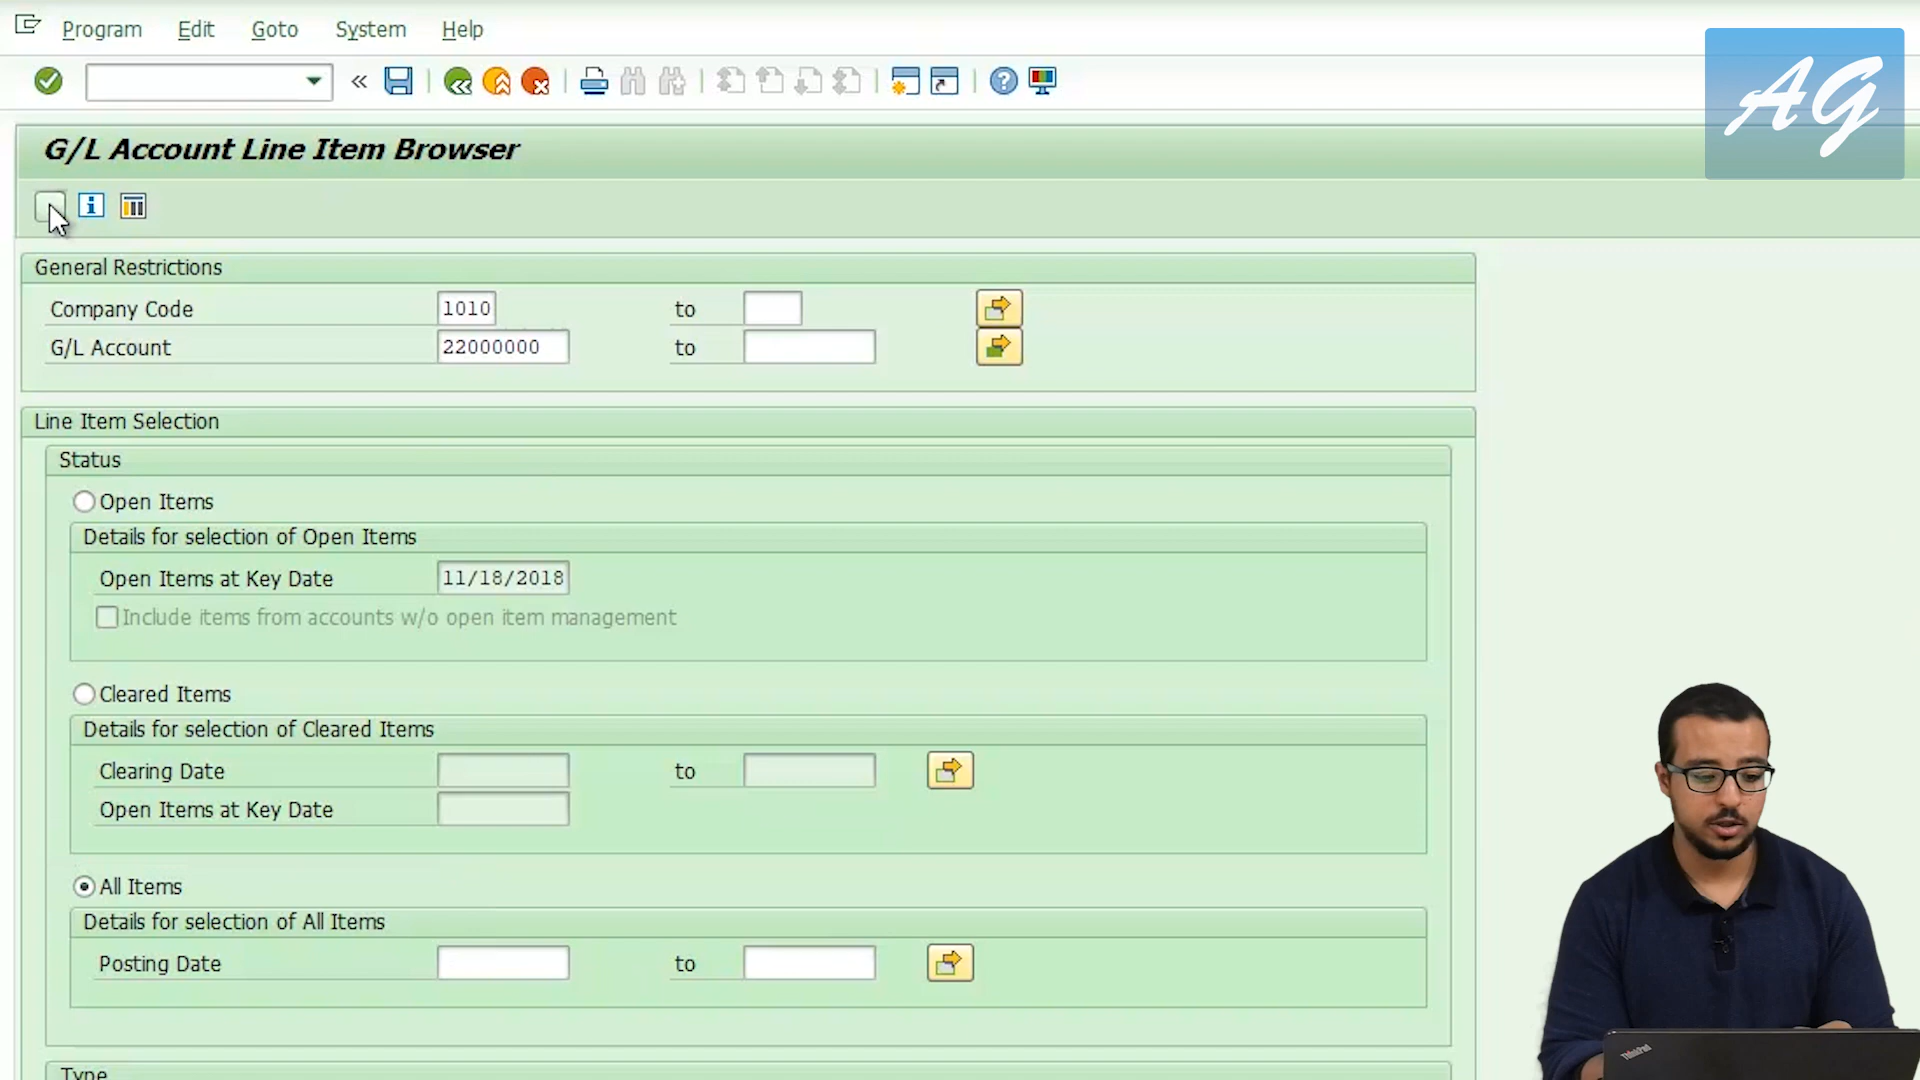 Program Edit Goto System Help
AG
G/L Account Line Item Browser
General Restrictions
Company Code 1010 to
G/L Account 22000000 to
Line Item Selection
Status
Open Items
Details for selection of Open Items
Open Items at Key Date 11/18/2018
Include items from accounts w/o open item management
Cleared Items
Details for selection of Cleared Items
Clearing Date to
Open Items at Key Date
All Items
Details for selection of All Items
Posting Date to
ThinkPad
Type